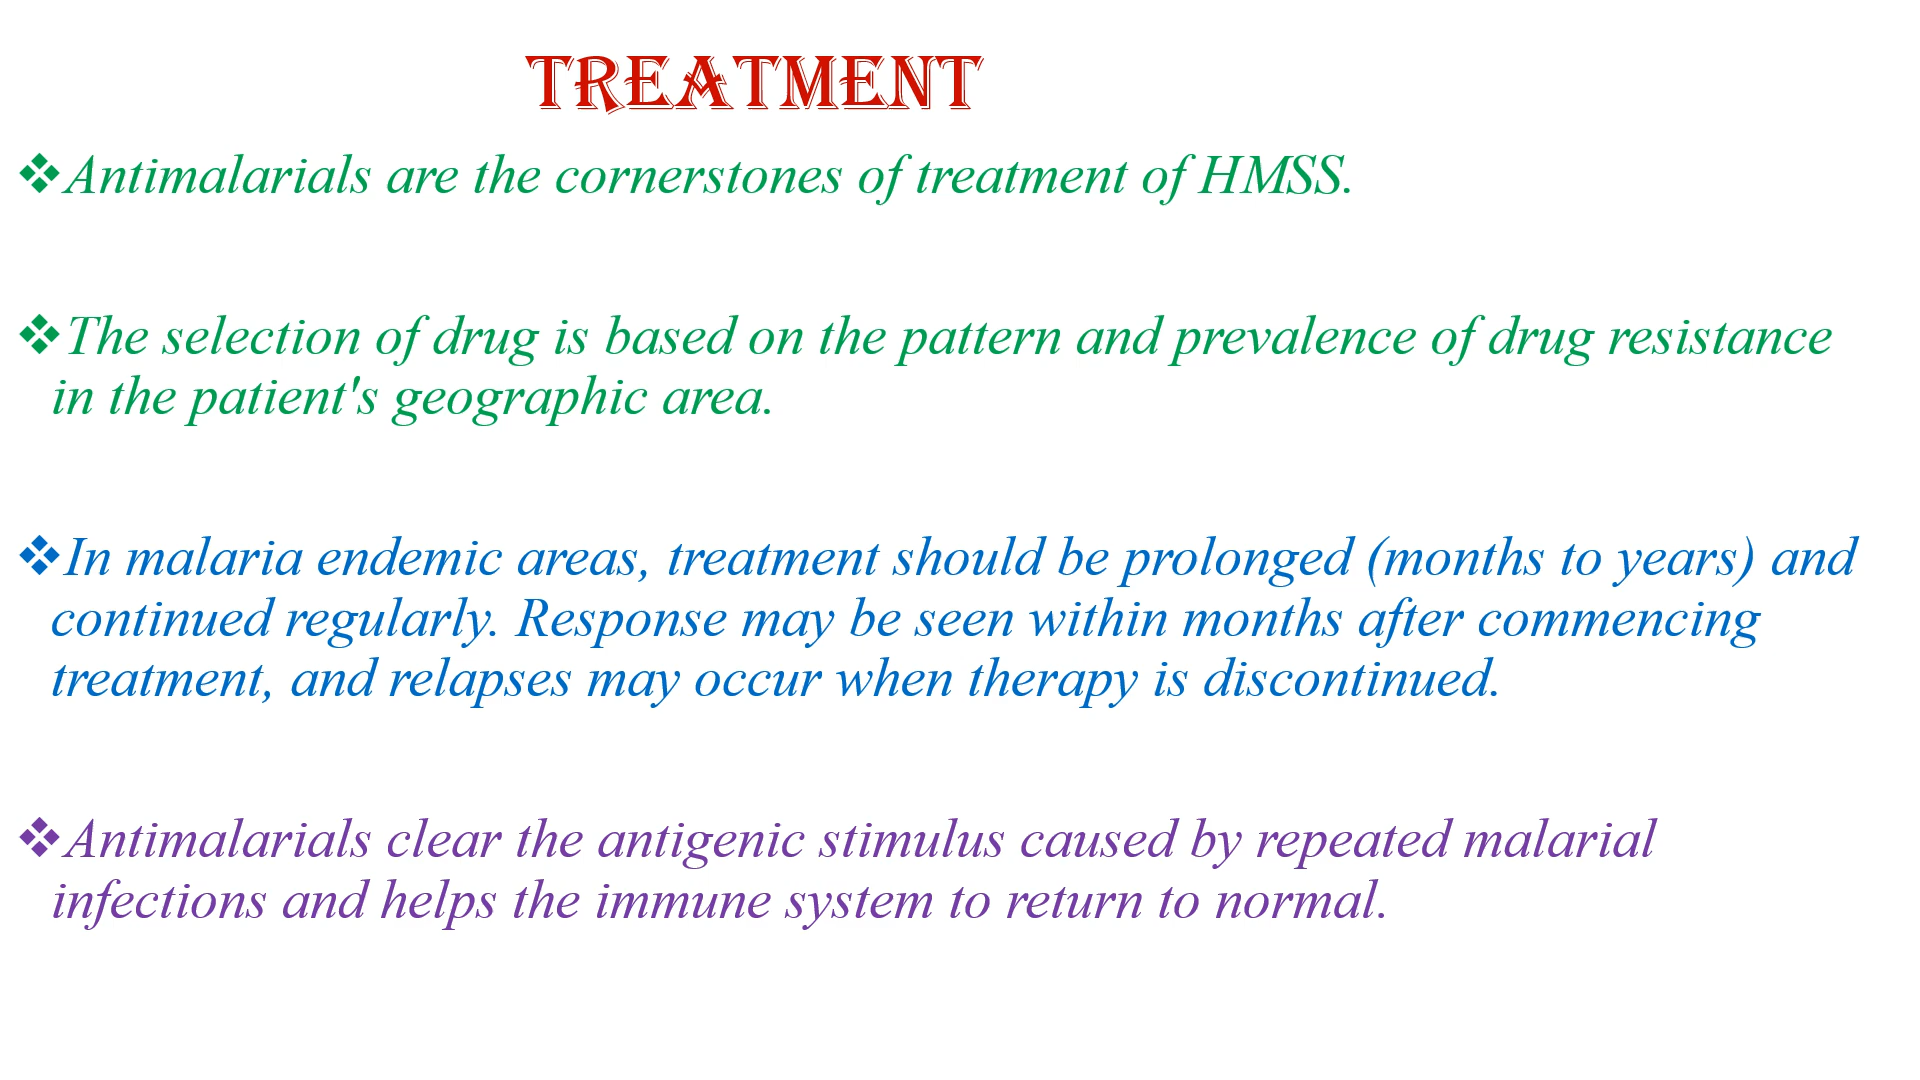 TREATMENT
❖Antimalarials are the cornerstones of treatment of HMSS.
❖The selection of drug is based on the pattern and prevalence of drug resistance
in the patient's geographic area.
❖In malaria endemic areas, treatment should be prolonged (months to years) and
continued regularly. Response may be seen within months after commencing
treatment, and relapses may occur when therapy is discontinued.
❖Antimalarials clear the antigenic stimulus caused by repeated malarial
infections and helps the immune system to return to normal.